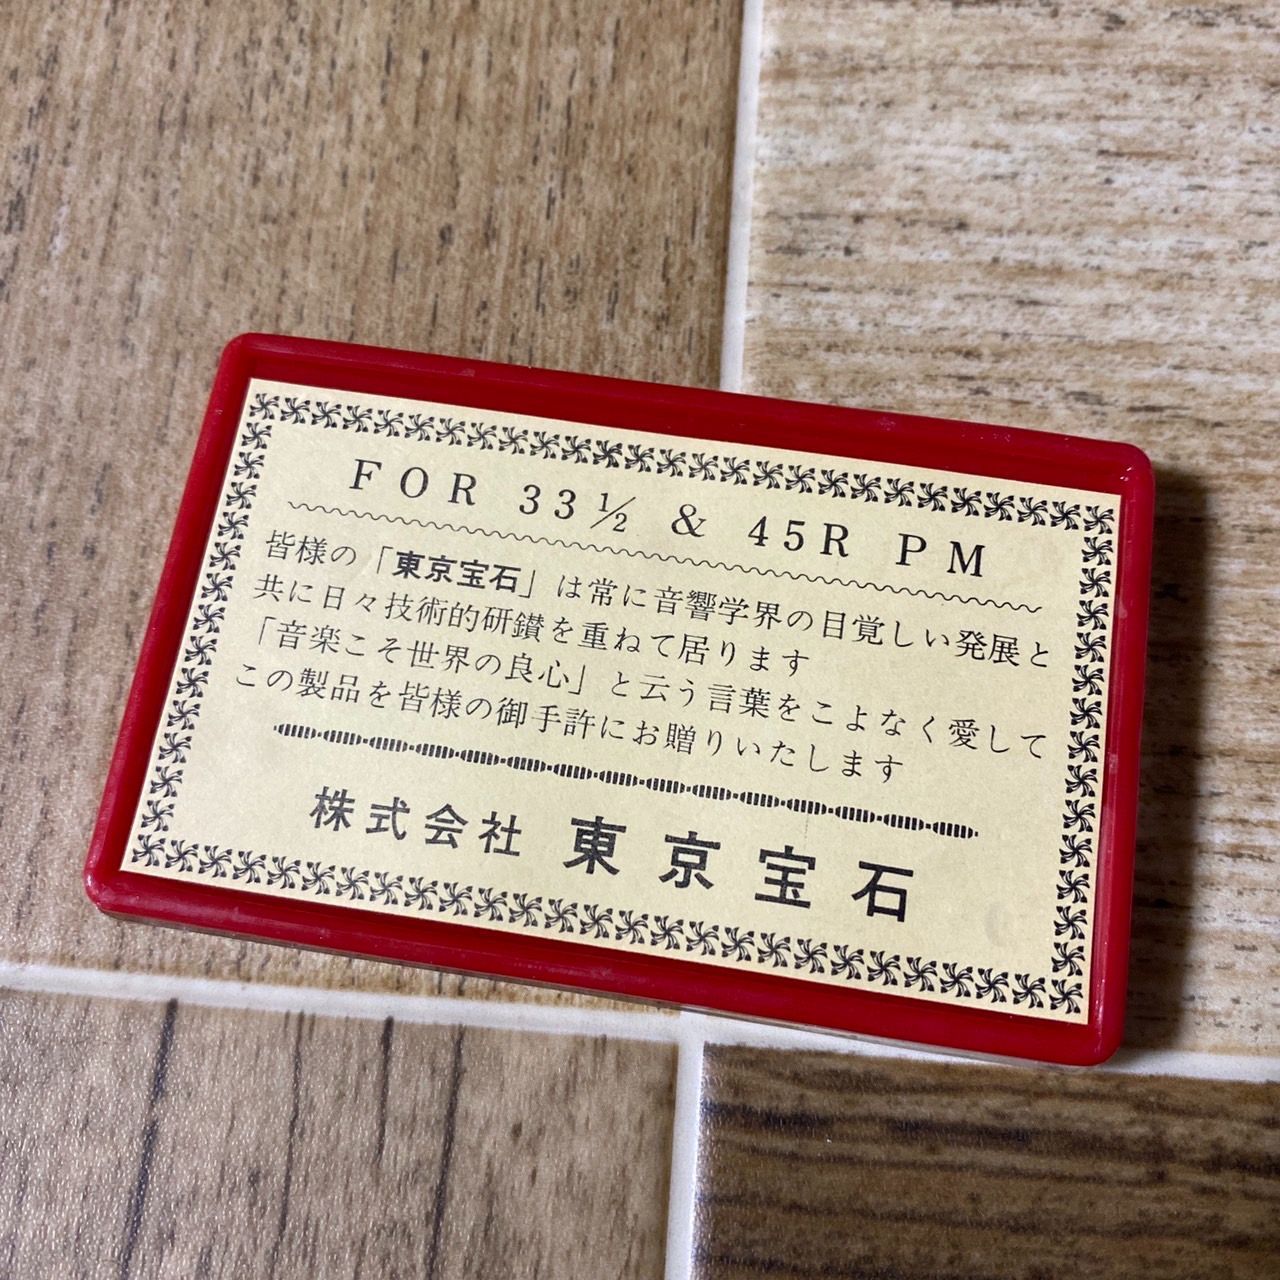 FOR 33 1/2 & 45R PM
皆様の「東京宝石」は常に音響学界の目覚しい発展と
共に日々技術的研鑚を重ねて居ります
「音楽こそ世界の良心」と云う言葉をこよなく愛して
この製品を皆様の御手許にお贈りいたします
株式会社 東京宝石